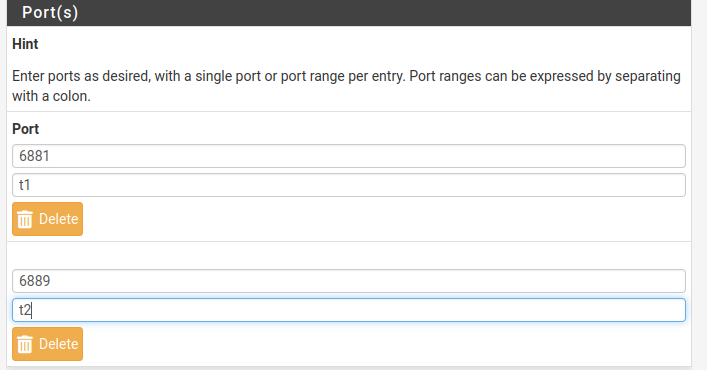 Port(s)
Hint
Enter ports as desired, with a single port or port range per entry. Port ranges can be expressed by separating
with a colon.
Port
6881
t1
Delete
6889
t2
Delete